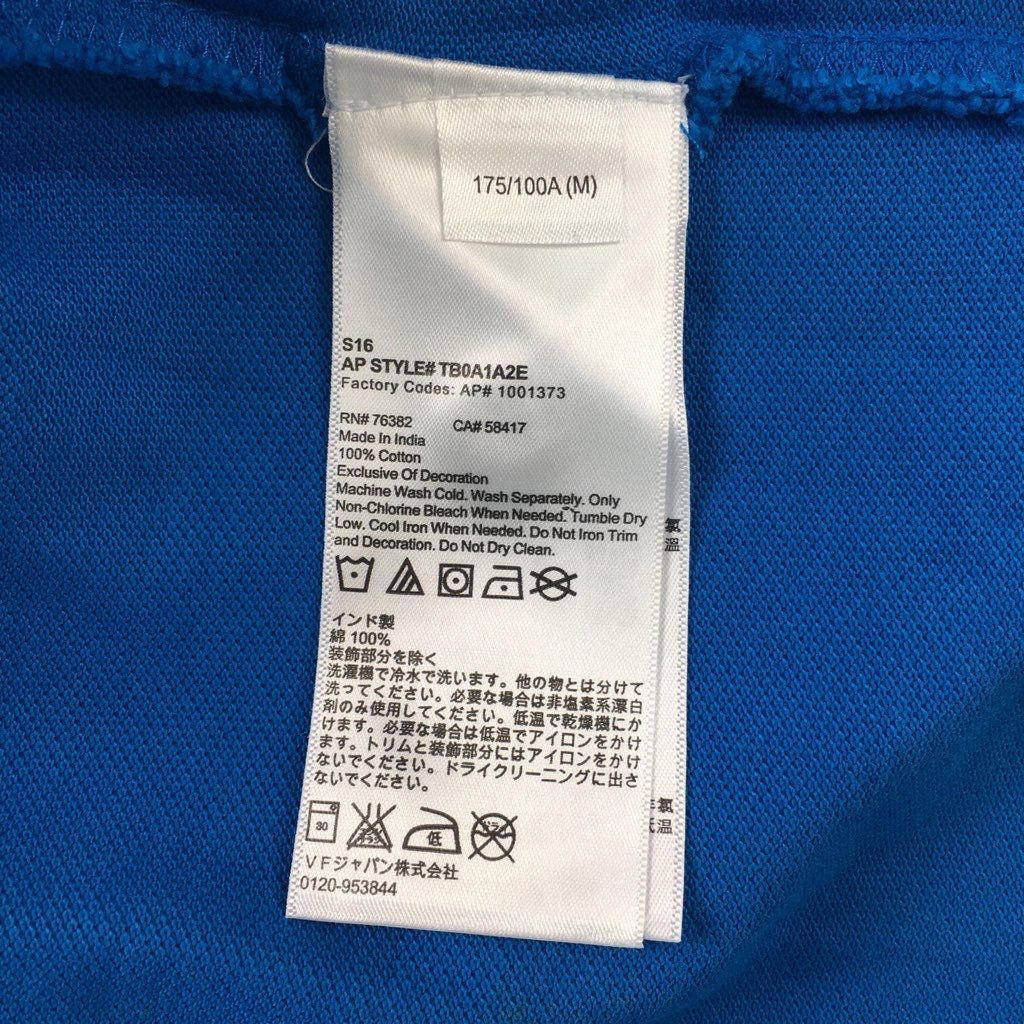 175/100A (M)
S16
AP STYLE# TB0A1A2E
Factory Codes: AP# 1001373
RN# 76382 CA# 58417
Made In India
100% Cotton
Exclusive Of Decoration
Machine Wash Cold. Wash Separately. Only
Non-Chlorine Bleach When Needed. Tumble Dry
Low. Cool Iron When Needed. Do Not Iron Trim
and Decoration. Do Not Dry Clean.
インド製
綿 100%
装飾部分を除く
洗濯機で冷水で洗います。他の物とは分けて
洗ってください。必要な場合は非塩素系漂白
剤のみ使用してください。低温で乾燥機にか
けます。必要な場合は低温でアイロンをかけ
ます。トリムと装飾部分にはアイロンをかけ
ないでください。ドライクリーニングに出さ
ないでください。
30
低
ドライ
VFジャパン株式会社
0120-953844
氯
温
氯
低温